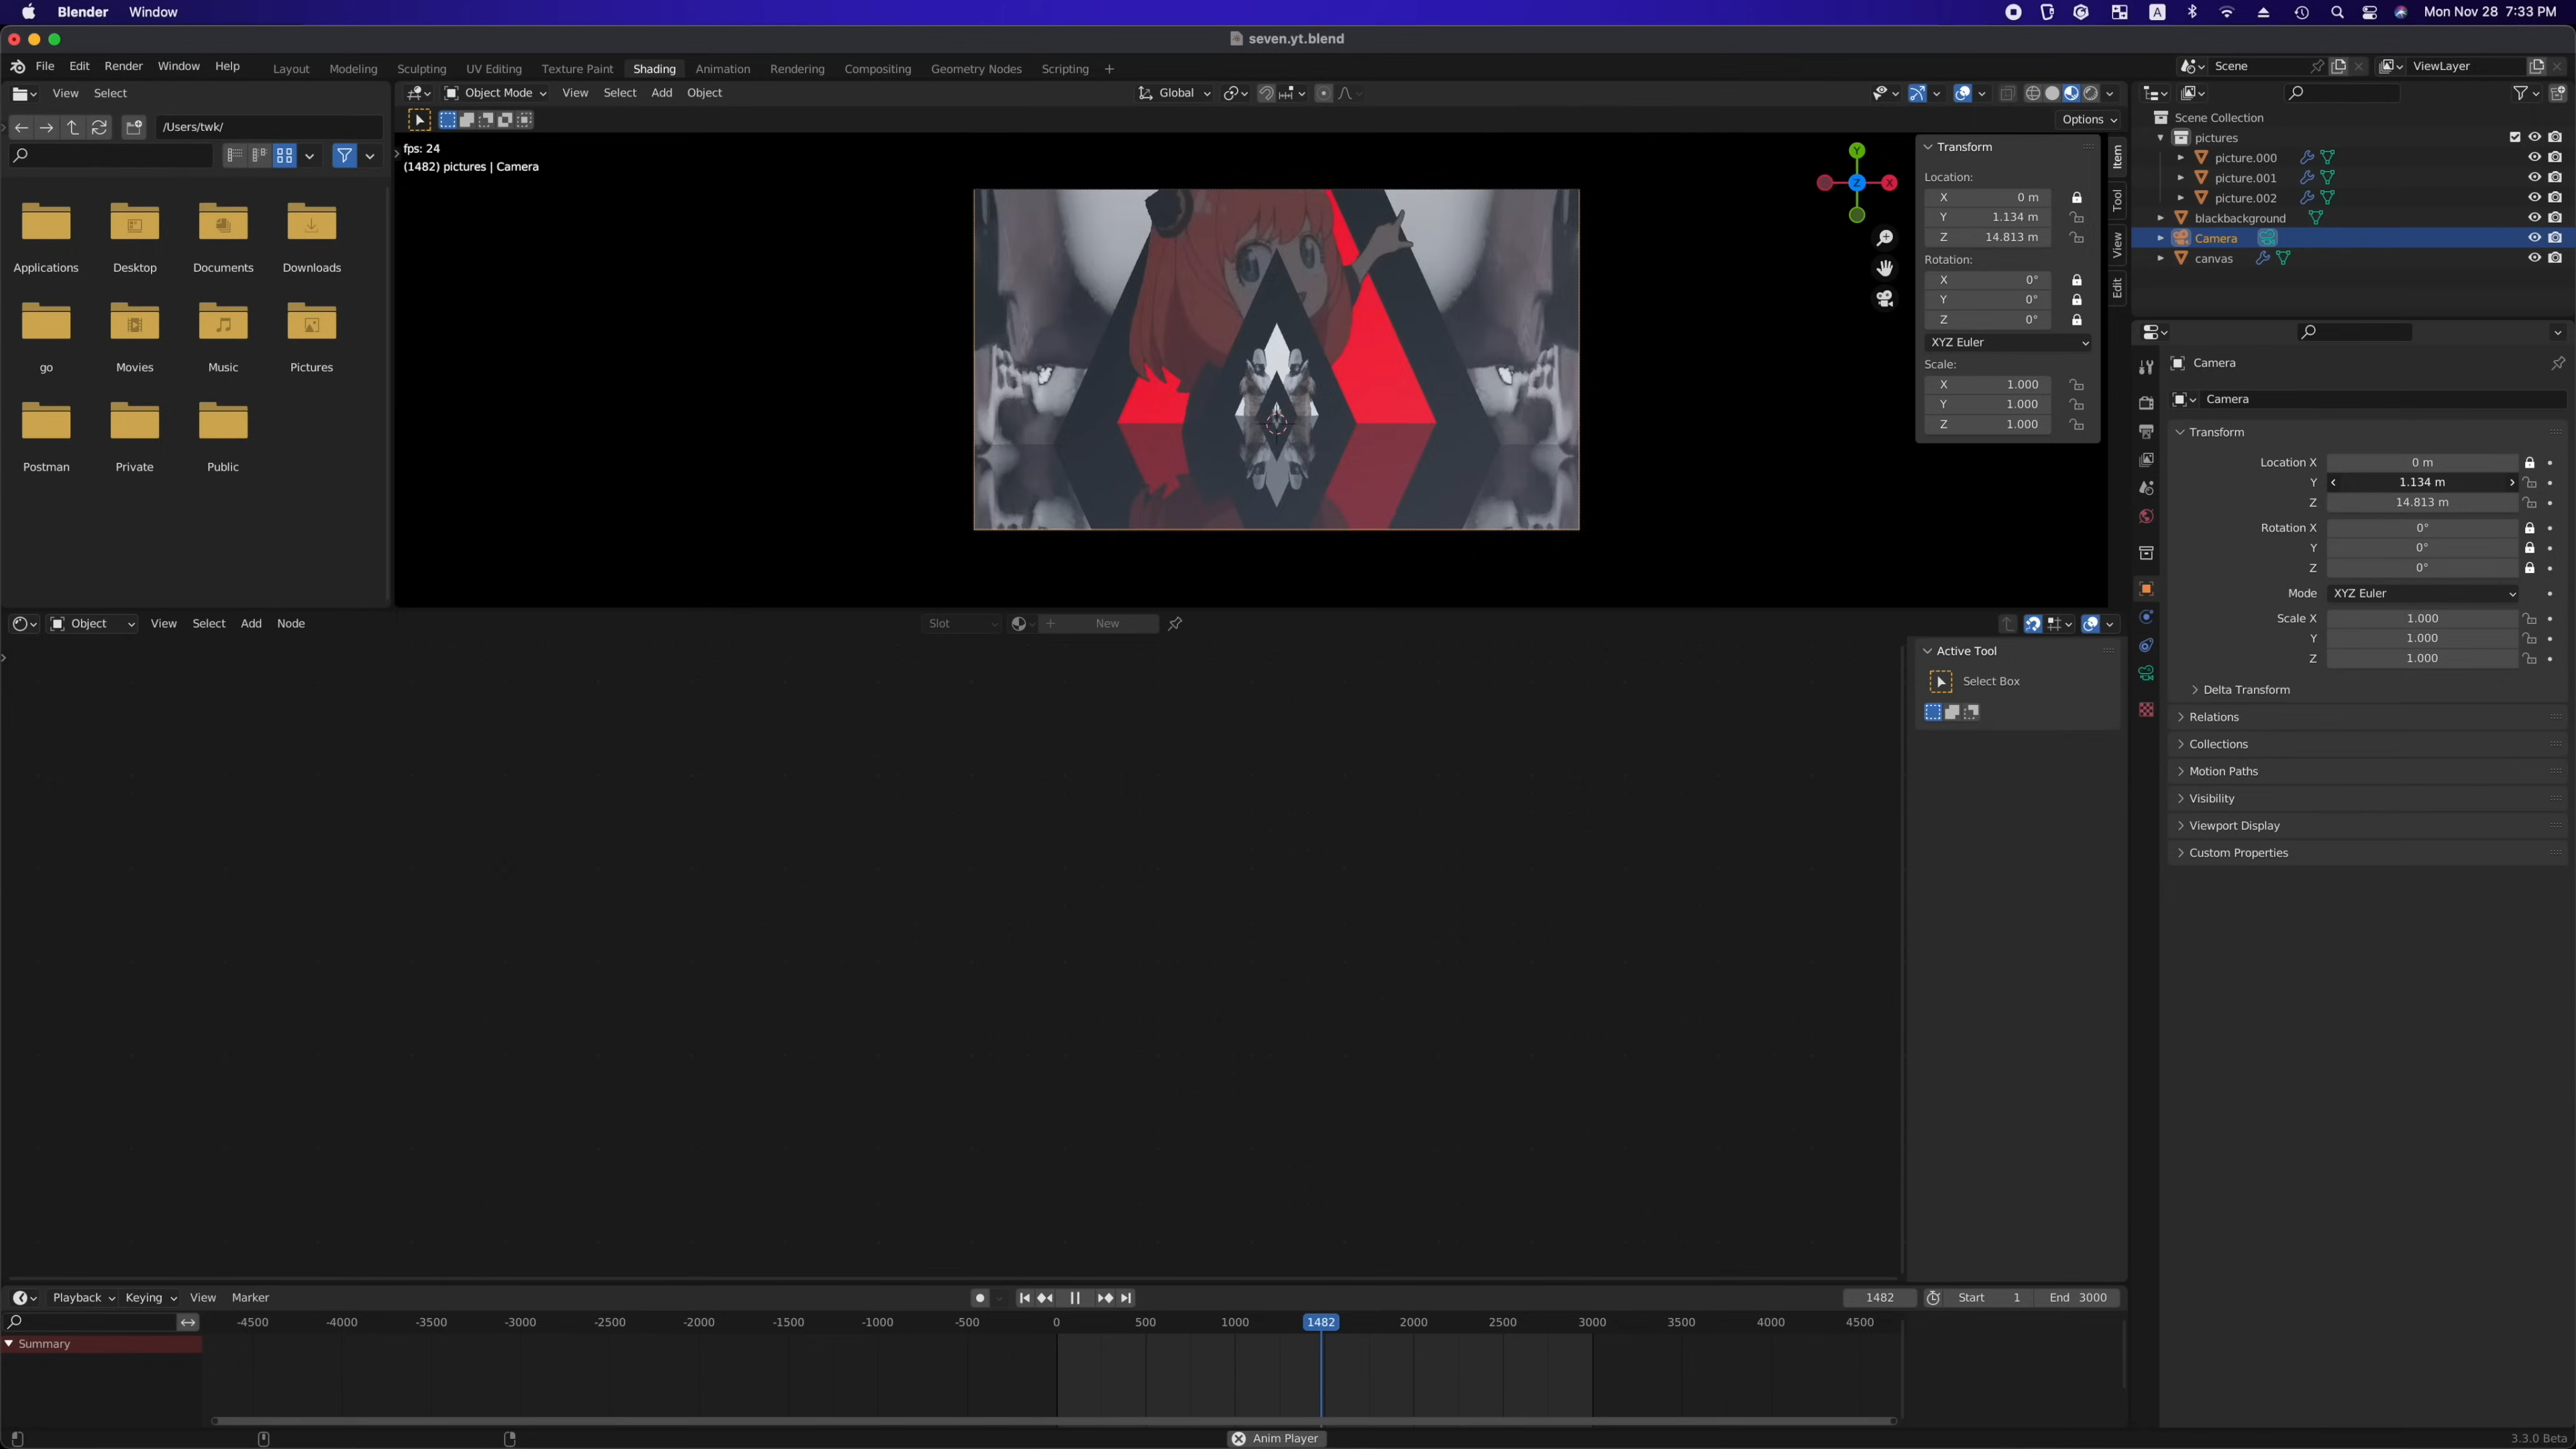 Blender Window Mon Nov 28 7:33 PM
seven.yt.blend
File Edit Render Window Help Layout Modeling Sculpting UV Editing Texture Paint Shading Animation Rendering Compositing Geometry Nodes Scripting + Scene ViewLayer
View Select Object Mode View Select Add Object Global
/Users/twk/ Options
fps: 24
(1482) pictures | Camera
Applications Desktop Documents Downloads
go Movies Music Pictures
Postman Private Public
Y
Z X
Transform
Location:
X 0 m
Y 1.134 m
Z 14.813 m
Rotation:
X 0°
Y 0°
Z 0°
XYZ Euler
Scale:
X 1.000
Y 1.000
Z 1.000
Item
Tool
View
Edit
Scene Collection
pictures
picture.000
picture.001
picture.002
blackbackground
Camera
canvas
Camera
Camera
Transform
Location X 0 m
Y 1.134 m
Z 14.813 m
Rotation X 0°
Y 0°
Z 0°
Mode XYZ Euler
Scale X 1.000
Y 1.000
Z 1.000
Delta Transform
Relations
Collections
Motion Paths
Visibility
Viewport Display
Custom Properties
Object View Select Add Node Slot + New
Active Tool
Select Box
Playback Keying View Marker 1482 Start 1 End 3000
-4500 -4000 -3500 -3000 -2500 -2000 -1500 -1000 -500 0 500 1000 1482 2000 2500 3000 3500 4000 4500
Summary
Anim Player 3.3.0 Beta